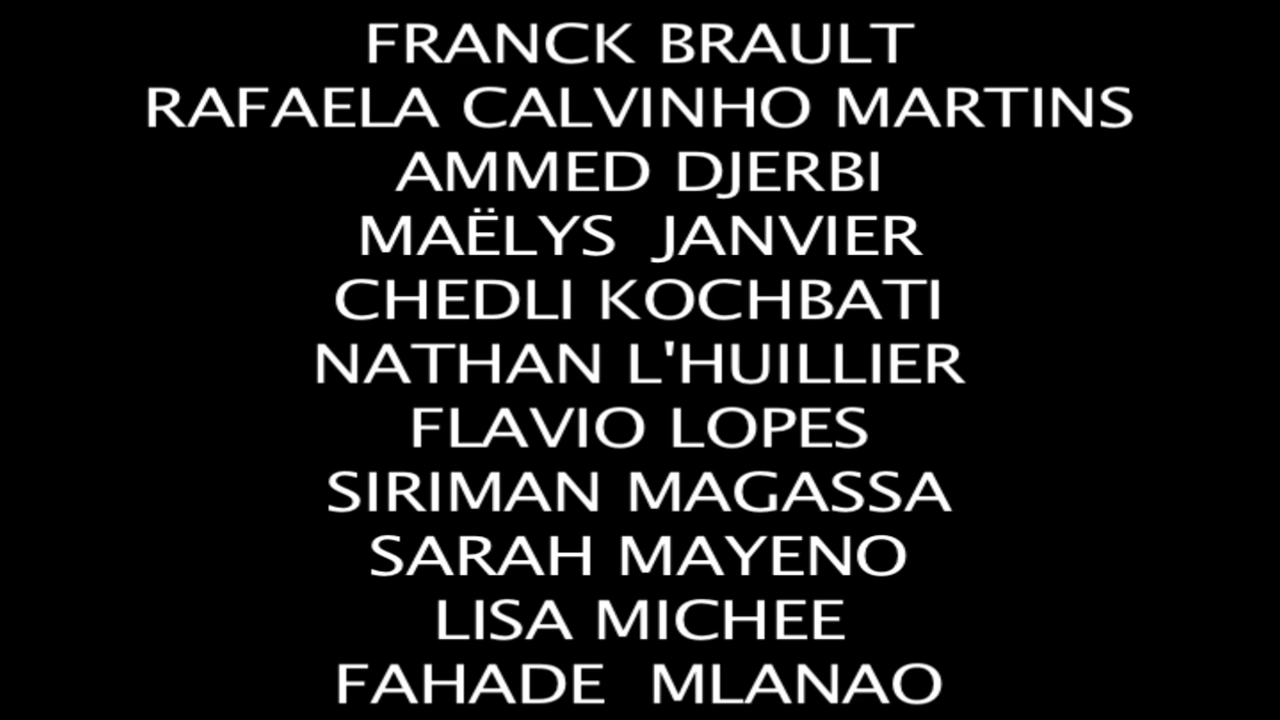 FRANCK BRAULT
RAFAELA CALVINHO MARTINS
AMMED DJERBI
MAËLYS  JANVIER
CHEDLI KOCHBATI
NATHAN L'HUILLIER
FLAVIO LOPES
SIRIMAN MAGASSA
SARAH MAYENO
LISA MICHEE
FAHADE  MLANAO